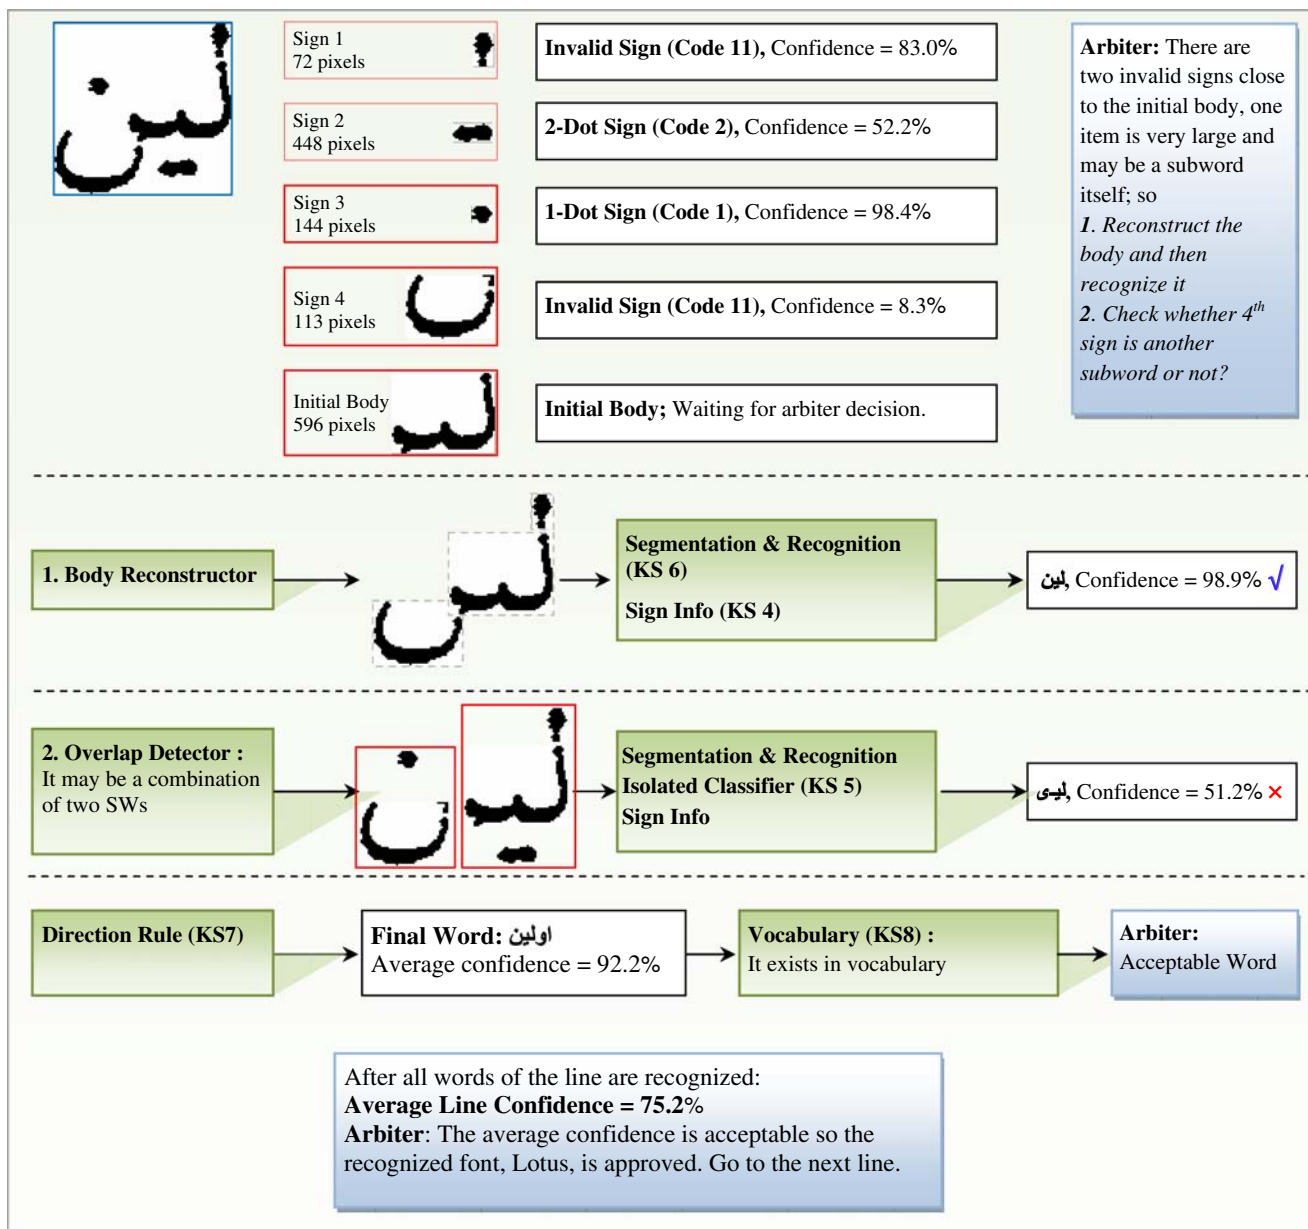 Sign 1
72 pixels
Invalid Sign (Code 11), Confidence = 83.0%
Sign 2
448 pixels
2-Dot Sign (Code 2), Confidence = 52.2%
Sign 3
144 pixels
1-Dot Sign (Code 1), Confidence = 98.4%
Sign 4
113 pixels
Invalid Sign (Code 11), Confidence = 8.3%
Initial Body
596 pixels
Initial Body; Waiting for arbiter decision.
Arbiter: There are
two invalid signs close
to the initial body, one
item is very large and
may be a subword
itself; so
1. Reconstruct the
body and then
recognize it
2. Check whether 4th
sign is another
subword or not?
1. Body Reconstructor
Segmentation & Recognition
(KS 6)
Sign Info (KS 4)
لین, Confidence = 98.9% √
2. Overlap Detector :
It may be a combination
of two SWs
Segmentation & Recognition
Isolated Classifier (KS 5)
Sign Info
لیـی, Confidence = 51.2% ×
Direction Rule (KS7)
Final Word: اولین
Average confidence = 92.2%
Vocabulary (KS8) :
It exists in vocabulary
Arbiter:
Acceptable Word
After all words of the line are recognized:
Average Line Confidence = 75.2%
Arbiter: The average confidence is acceptable so the
recognized font, Lotus, is approved. Go to the next line.